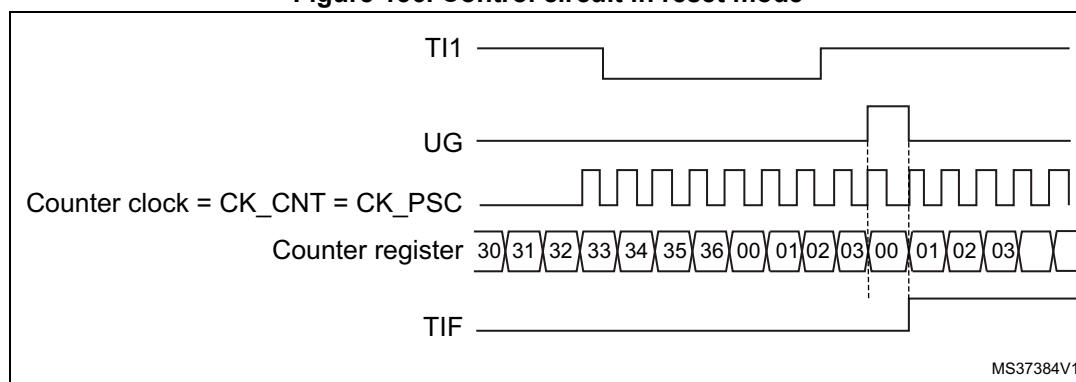 Figure Control circuit in reset mode
TI1
UG
Counter clock = CK_CNT = CK_PSC
Counter register 30 31 32 33 34 35 36 00 01 02 03 00 01 02 03
TIF
MS37384V1